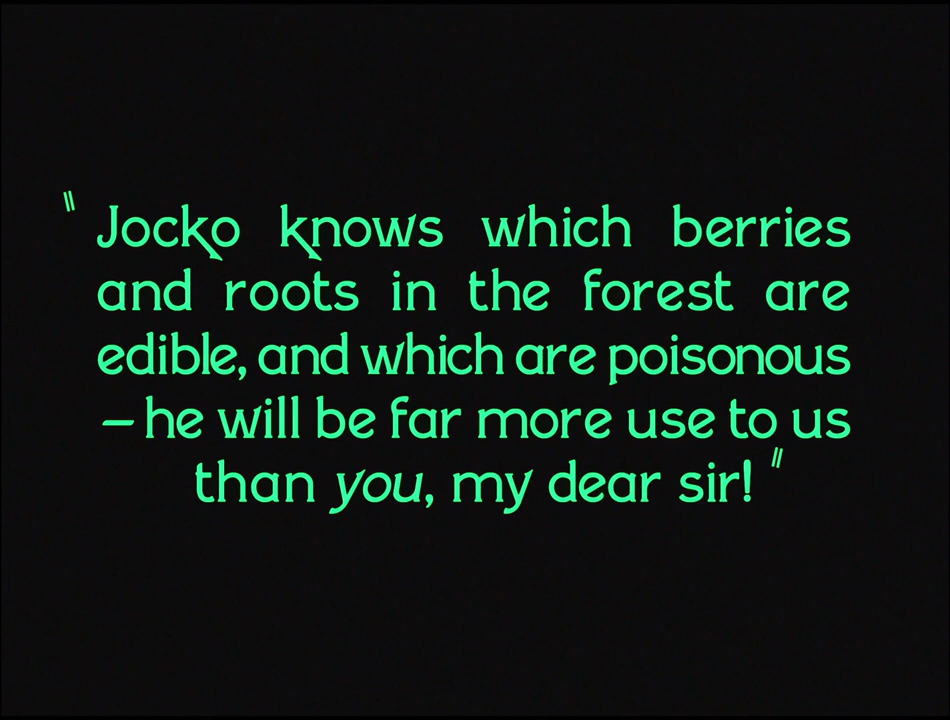 "Jocko knows which berries
and roots in the forest are
edible, and which are poisonous
– he will be far more use to us
than you, my dear sir!"